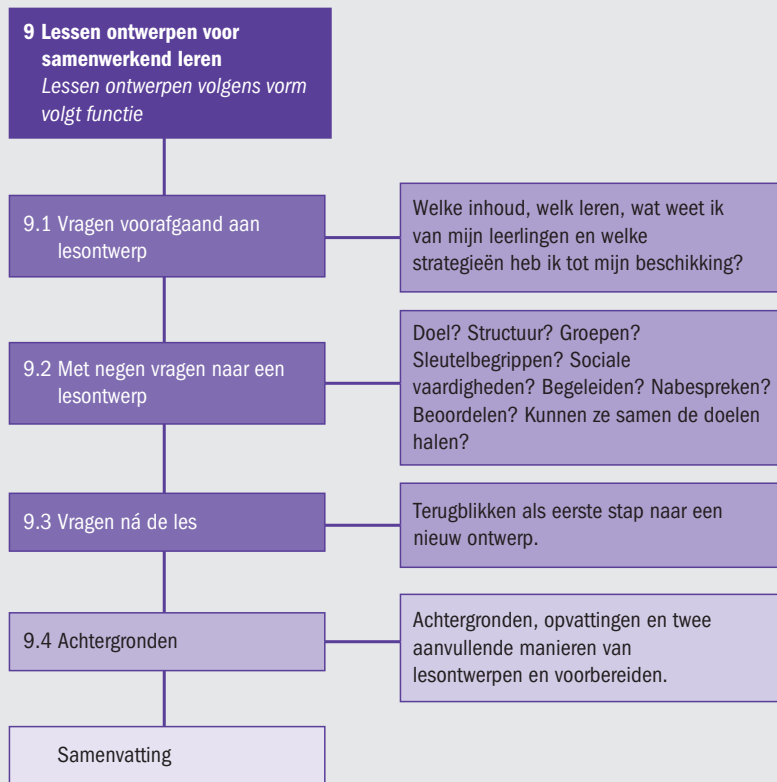 9 Lessen ontwerpen voor
samenwerkend leren
Lessen ontwerpen volgens vorm
volgt functie
9.1 Vragen voorafgaand aan
lesontwerp
Welke inhoud, welk leren, wat weet ik
van mijn leerlingen en welke
strategieën heb ik tot mijn beschikking?
9.2 Met negen vragen naar een
lesontwerp
Doel? Structuur? Groepen?
Sleutelbegrippen? Sociale
vaardigheden? Begeleiden? Nabespreken?
Beoordelen? Kunnen ze samen de doelen
halen?
9.3 Vragen ná de les
Terugblikken als eerste stap naar een
nieuw ontwerp.
9.4 Achtergronden
Achtergronden, opvattingen en twee
aanvullende manieren van
lesontwerpen en voorbereiden.
Samenvatting